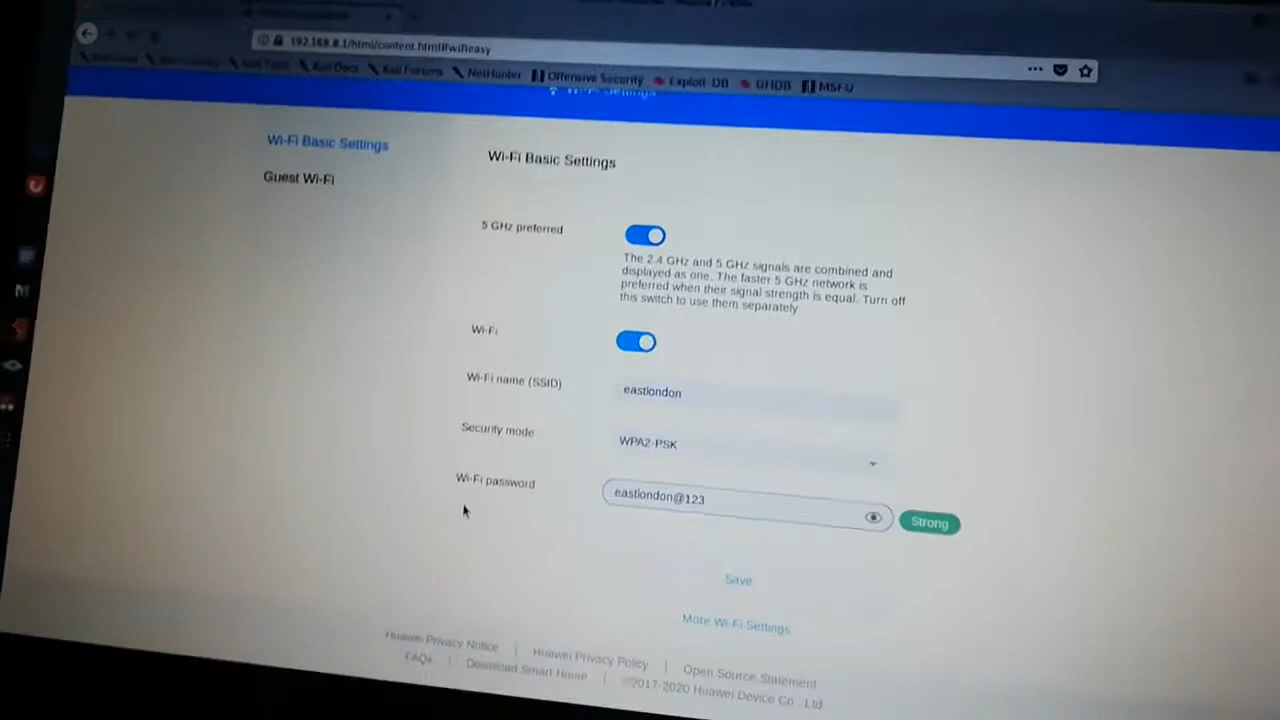 192.168.8.1/html/content.html#wifieasy
Kali Docs Kali Forums NetHunter Offensive Security Exploit-DB GHDB MSFU
Wi-Fi Settings
Wi-Fi Basic Settings
Guest Wi-Fi
Wi-Fi Basic Settings
5 GHz preferred
The 2.4 GHz and 5 GHz signals are combined and
displayed as one. The faster 5 GHz network is
preferred when their signal strength is equal. Turn off
this switch to use them separately
Wi-Fi
Wi-Fi name (SSID)
eastlondon
Security mode
WPA2-PSK
Wi-Fi password
eastlondon@123
Strong
Save
More Wi-Fi Settings
Huawei Privacy Notice | Huawei Privacy Policy | Open Source Statement
FAQs | Download Smart Home | ©2017-2020 Huawei Device Co., Ltd